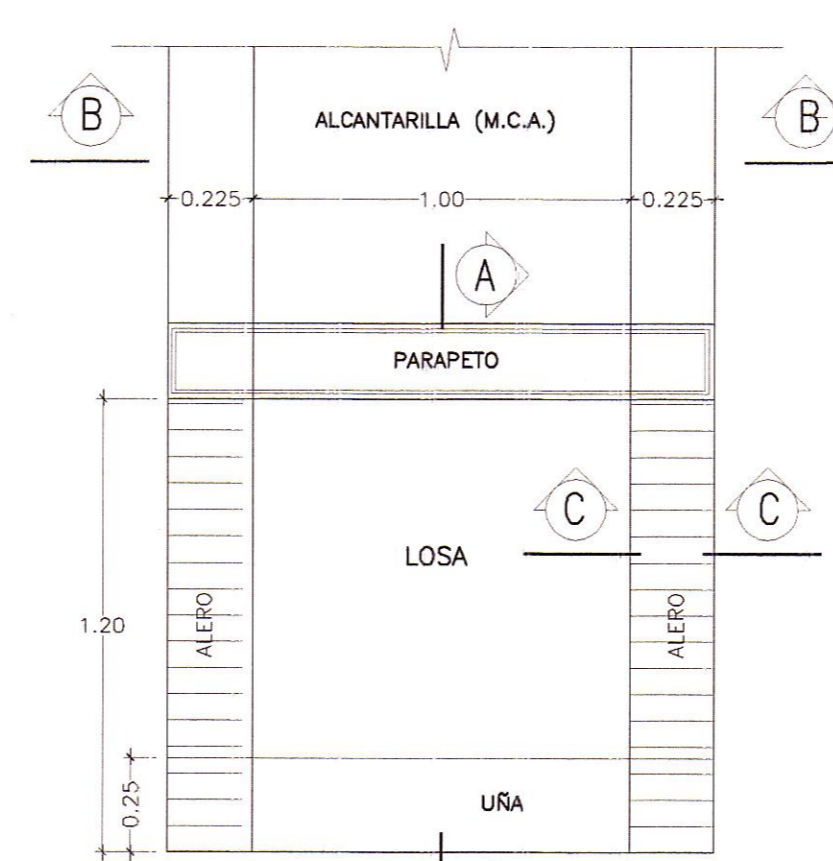 B B
ALCANTARILLA (M.C.A.)
0.225 1.00 0.225
A
PARAPETO
C C
LOSA
1.20
ALERO ALERO
0.25
UÑA